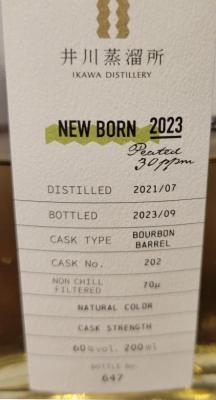 井川蒸溜所
IKAWA DISTILLERY
NEW BORN 2023
Peated
30ppm
DISTILLED 2021/07
BOTTLED 2023/09
CASK TYPE BOURBON BARREL
CASK No. 202
NON CHILL FILTERED 70μ
NATURAL COLOR
CASK STRENGTH
60%vol. 200ml
BOTTLE No.
647